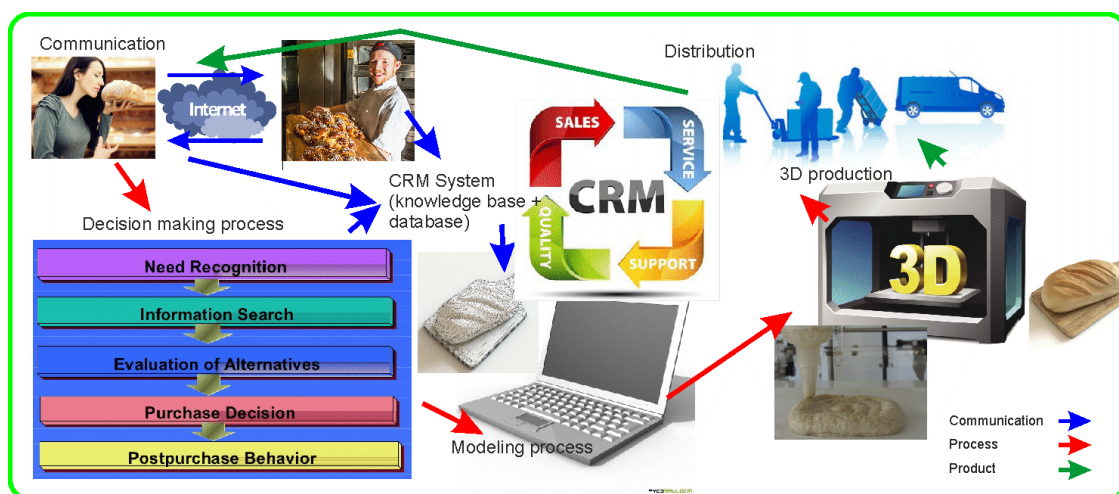 Communication
Internet
Distribution
SALES
SERVICE
CRM
QUALITY
SUPPORT
CRM System
(knowledge base +
database)
3D production
3D
Decision making process
Need Recognition
Information Search
Evaluation of Alternatives
Purchase Decision
Postpurchase Behavior
Modeling process
Communication
Process
Product